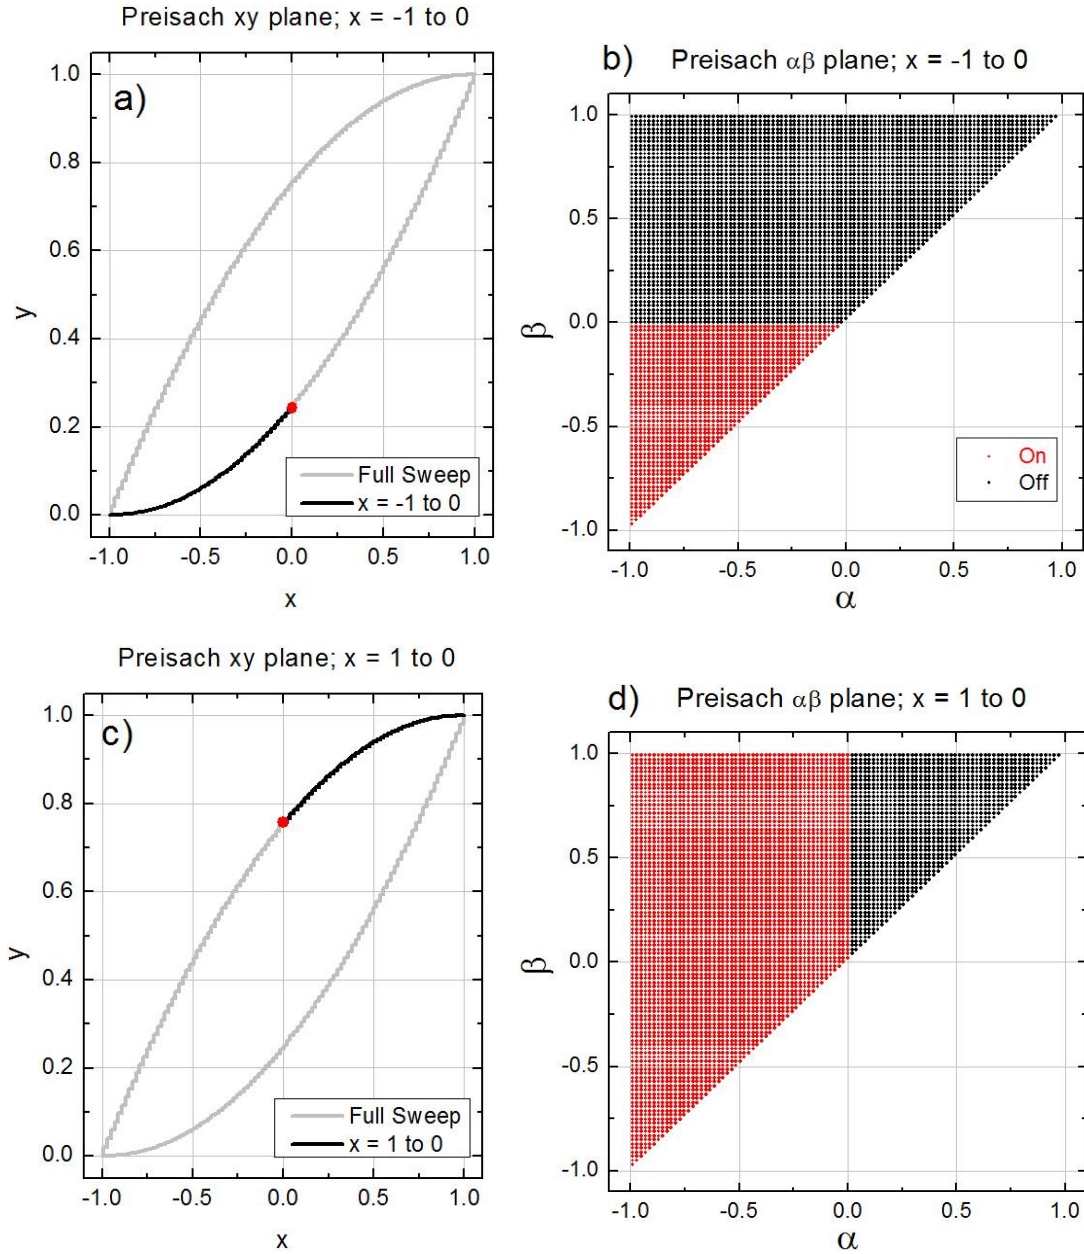 Preisach xy plane; x = -1 to 0
a)
1.0
0.8
0.6
0.4
0.2
0.0
y
Full Sweep
x = -1 to 0
-1.0 -0.5 0.0 0.5 1.0
x
b) Preisach αβ plane; x = -1 to 0
1.0
0.5
0.0
-0.5
-1.0
β
On
Off
-1.0 -0.5 0.0 0.5 1.0
α
Preisach xy plane; x = 1 to 0
c)
1.0
0.8
0.6
0.4
0.2
0.0
y
Full Sweep
x = 1 to 0
-1.0 -0.5 0.0 0.5 1.0
x
d) Preisach αβ plane; x = 1 to 0
1.0
0.5
0.0
-0.5
-1.0
β
-1.0 -0.5 0.0 0.5 1.0
α